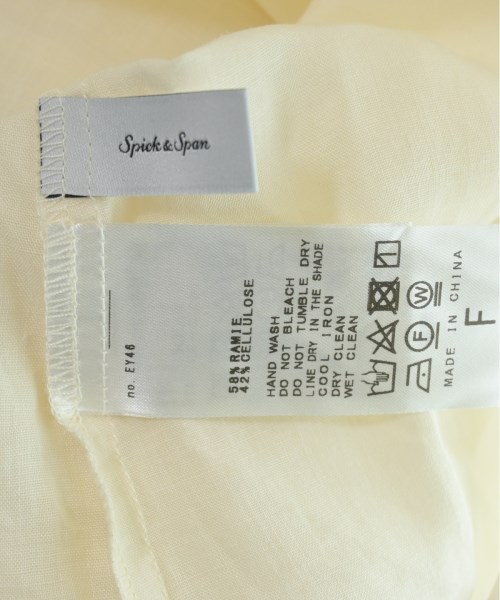 Spick & Span
no. EY46
58% RAMIE
42% CELLULOSE
HAND WASH
DO NOT BLEACH
DO NOT TUMBLE DRY
LINE DRY IN THE SHADE
COOL IRON
DRY CLEAN
WET CLEAN
F W
MADE IN CHINA
F